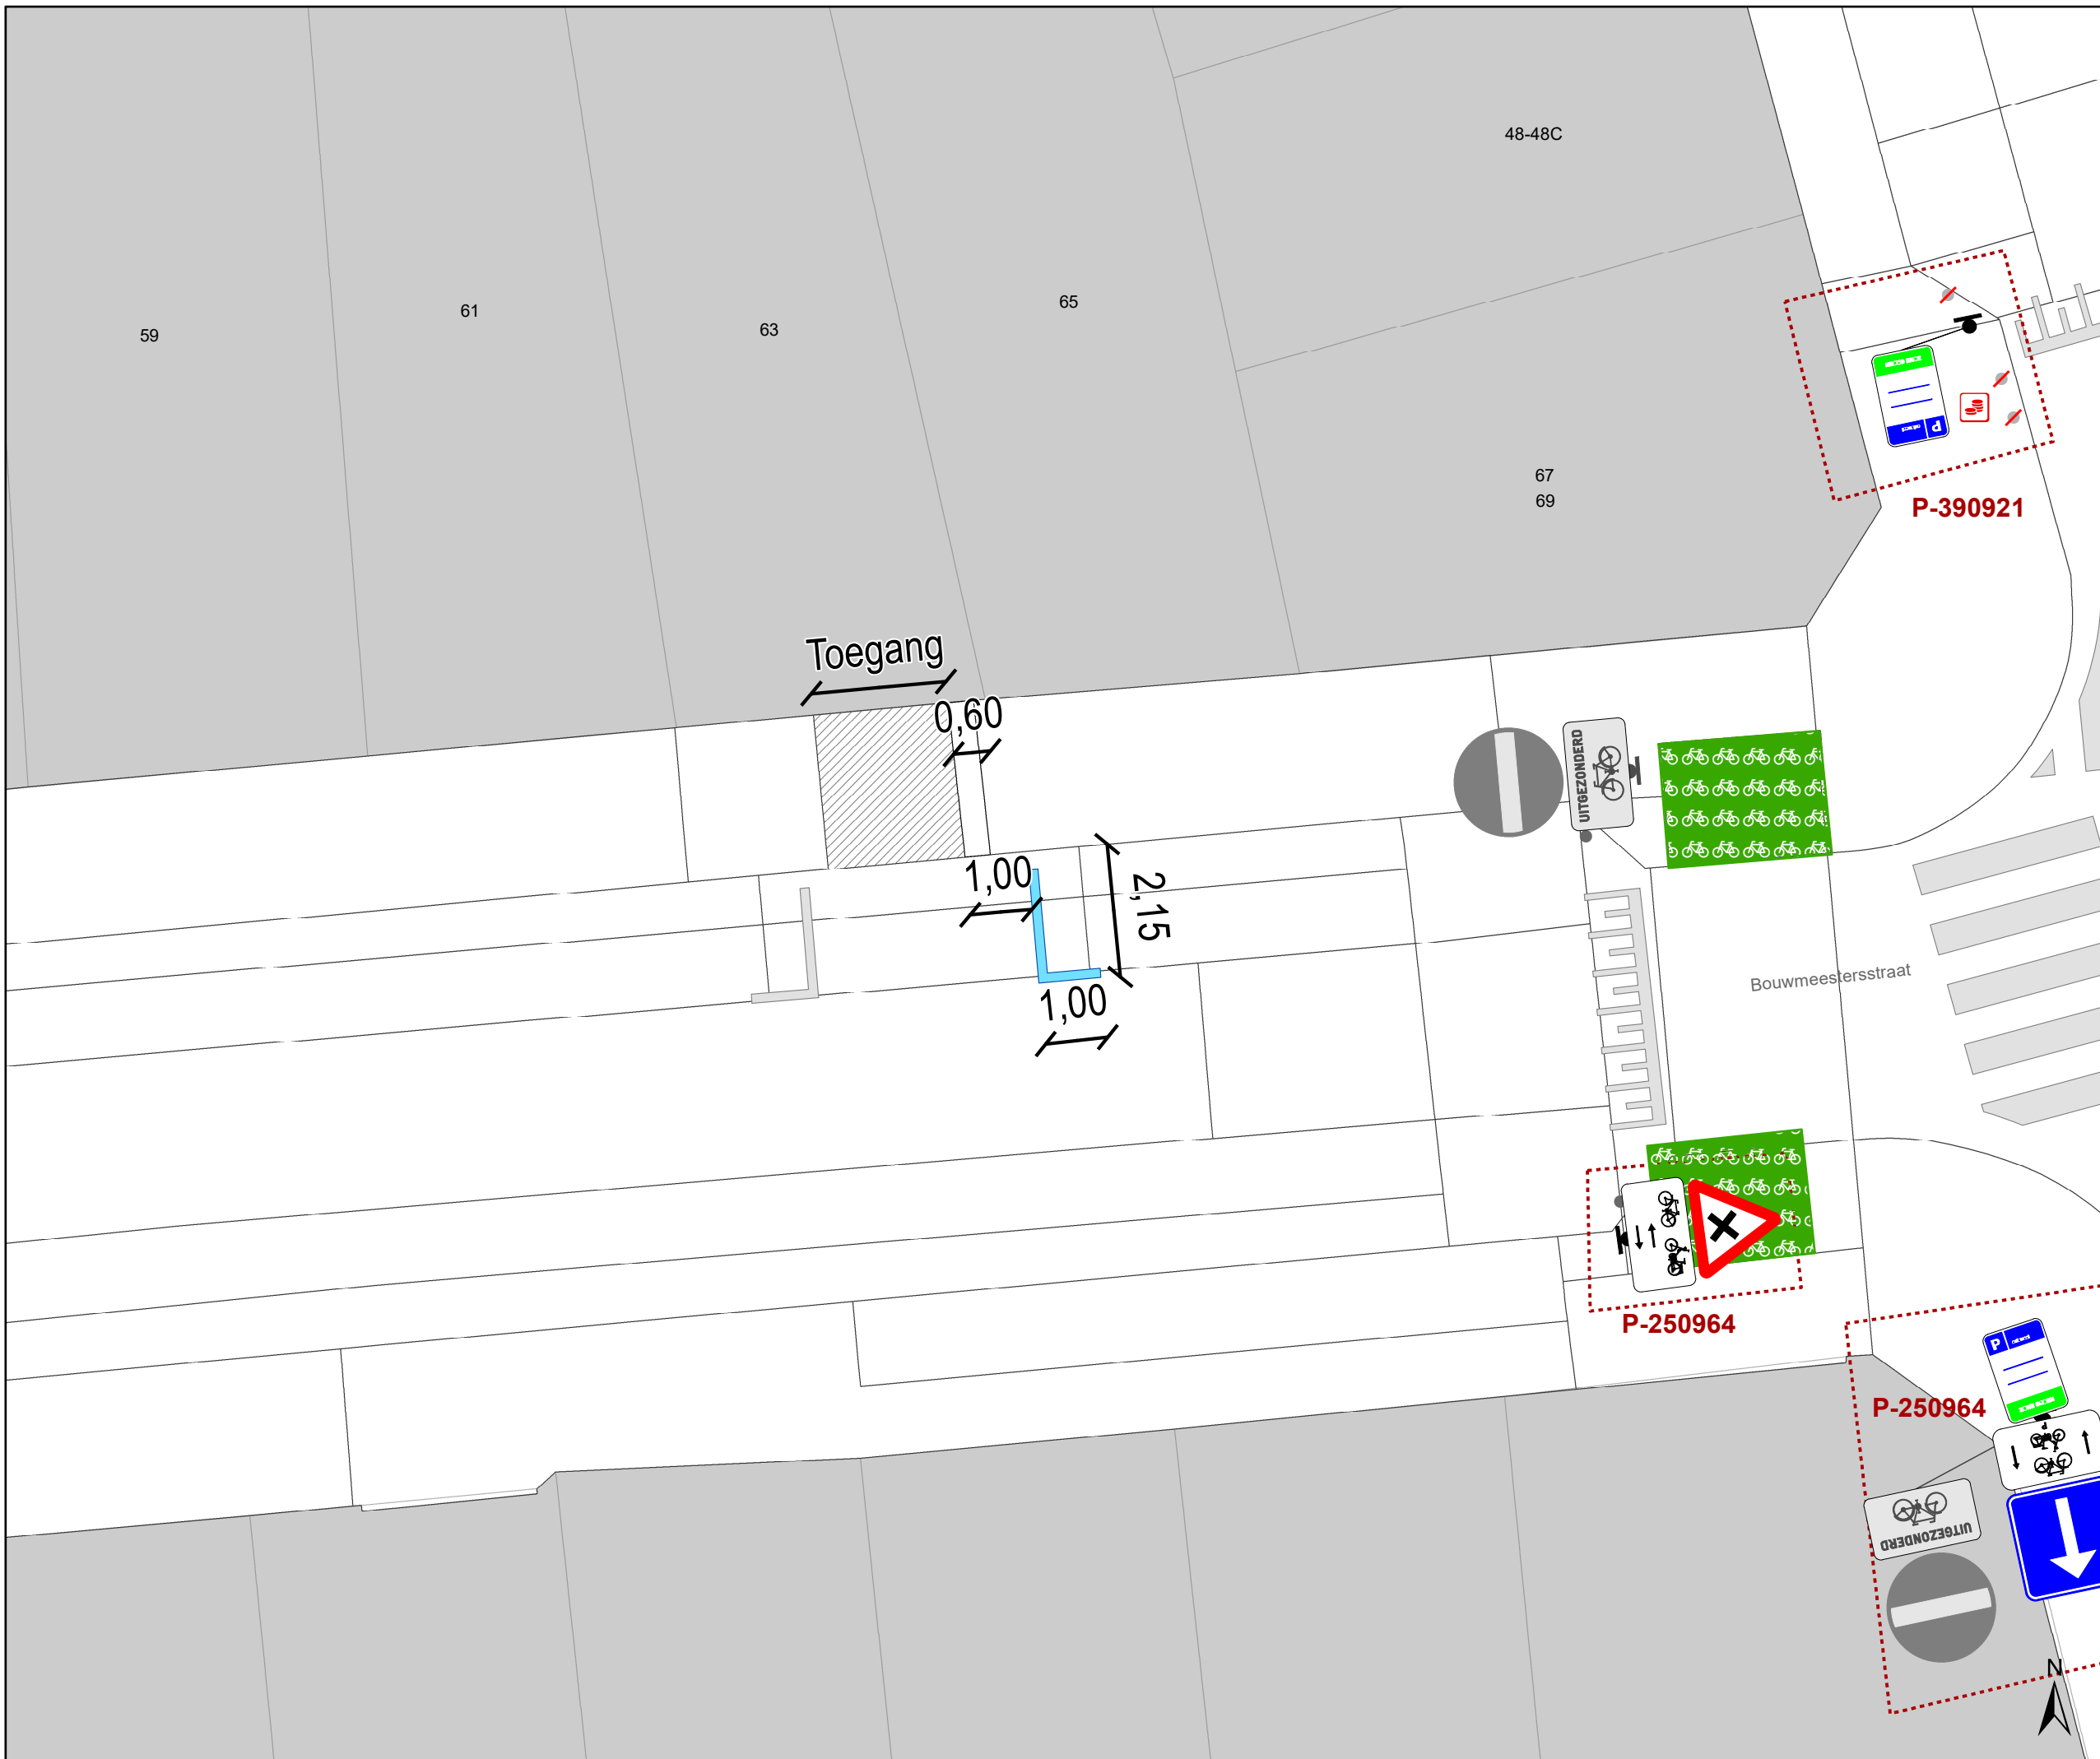 48-48C
59
61
63
65
67
69
P-390921
P
Toegang
0,60
UITGEZONDERD
1,00
2,15
1,00
Bouwmeestersstraat
P-250964
P
P-250964
UITGEZONDERD
N